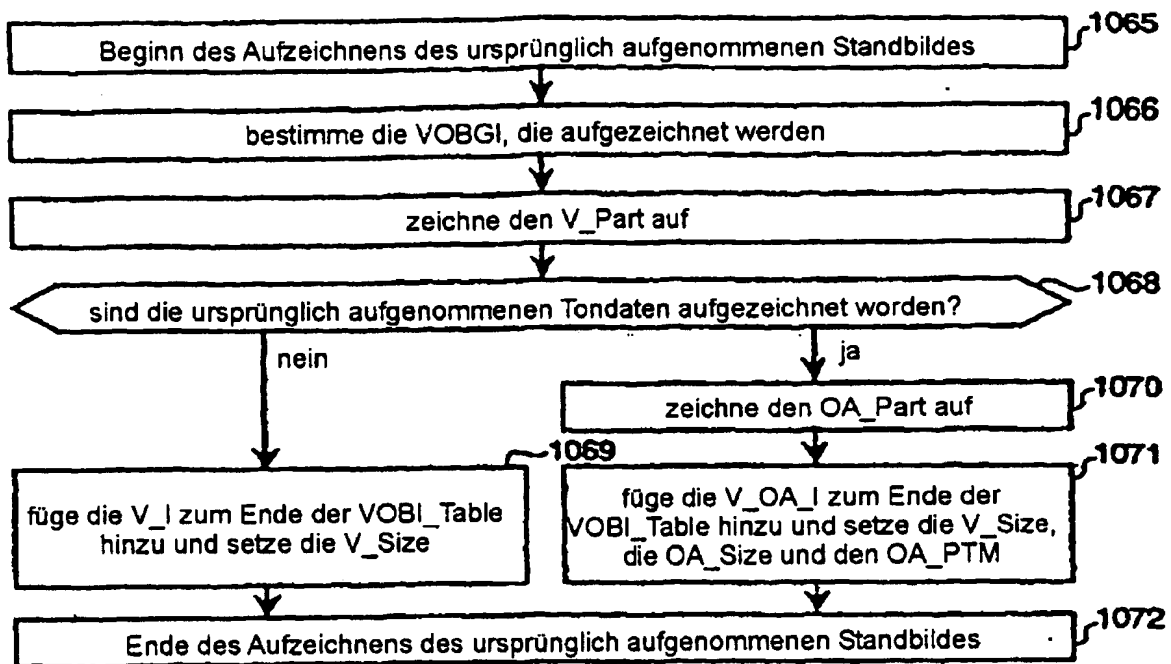 1065
Beginn des Aufzeichnens des ursprünglich aufgenommenen Standbildes
1066
bestimme die VOBGI, die aufgezeichnet werden
1067
zeichne den V_Part auf
1068
sind die ursprünglich aufgenommenen Tondaten aufgezeichnet worden?
nein
ja
1070
zeichne den OA_Part auf
1069
füge die V_I zum Ende der VOBI_Table
hinzu und setze die V_Size
1071
füge die V_OA_I zum Ende der
VOBI_Table hinzu und setze die V_Size,
die OA_Size und den OA_PTM
1072
Ende des Aufzeichnens des ursprünglich aufgenommenen Standbildes